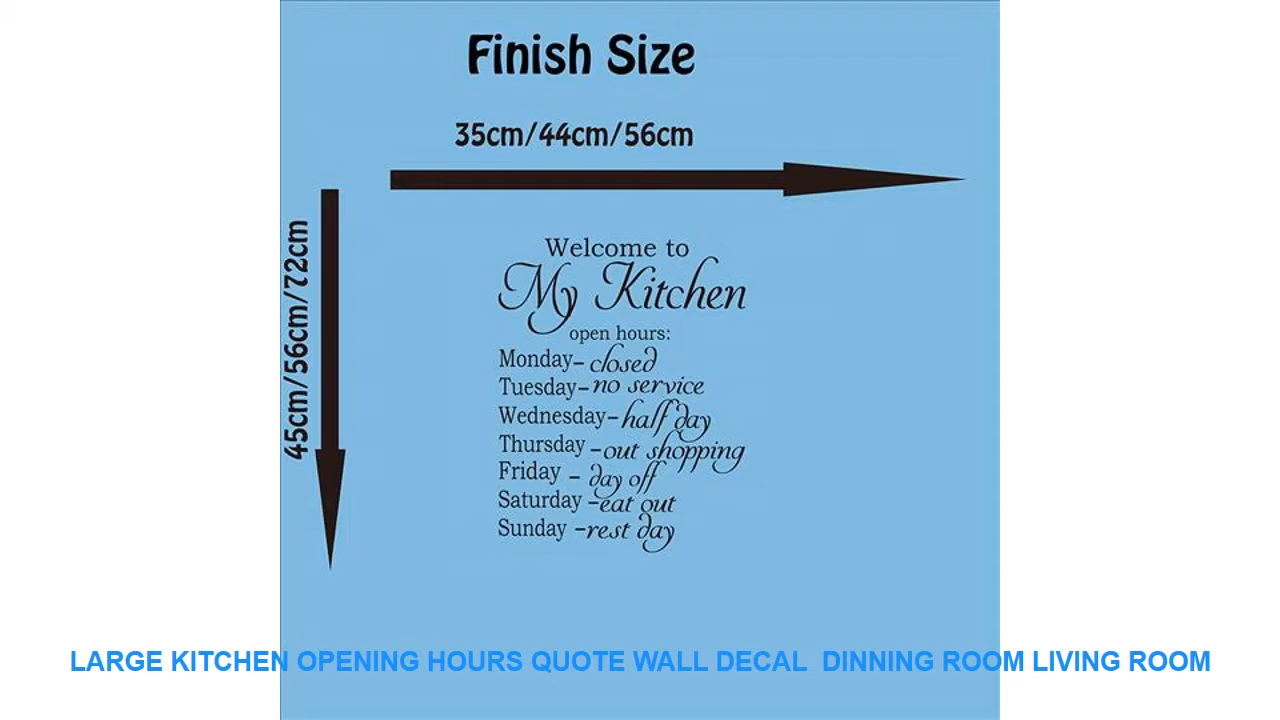 Finish Size
35cm/44cm/56cm
45cm/56cm/72cm
Welcome to
My Kitchen
open hours:
Monday– closed
Tuesday– no service
Wednesday– half day
Thursday –out shopping
Friday – day off
Saturday –eat out
Sunday –rest day
LARGE KITCHEN OPENING HOURS QUOTE WALL DECAL  DINNING ROOM LIVING ROOM